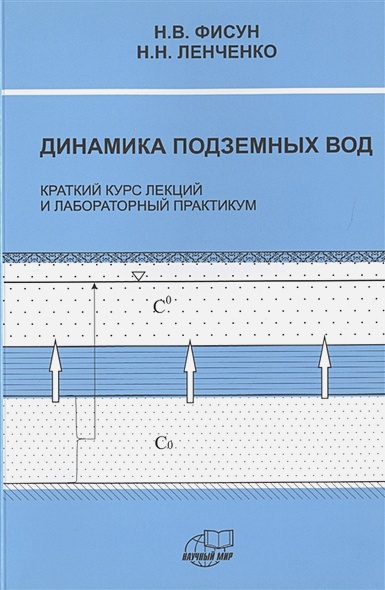 Н.В. ФИСУН
Н.Н. ЛЕНЧЕНКО
ДИНАМИКА ПОДЗЕМНЫХ ВОД
КРАТКИЙ КУРС ЛЕКЦИЙ
И ЛАБОРАТОРНЫЙ ПРАКТИКУМ
C⁰
C₀
НАУЧНЫЙ МИР